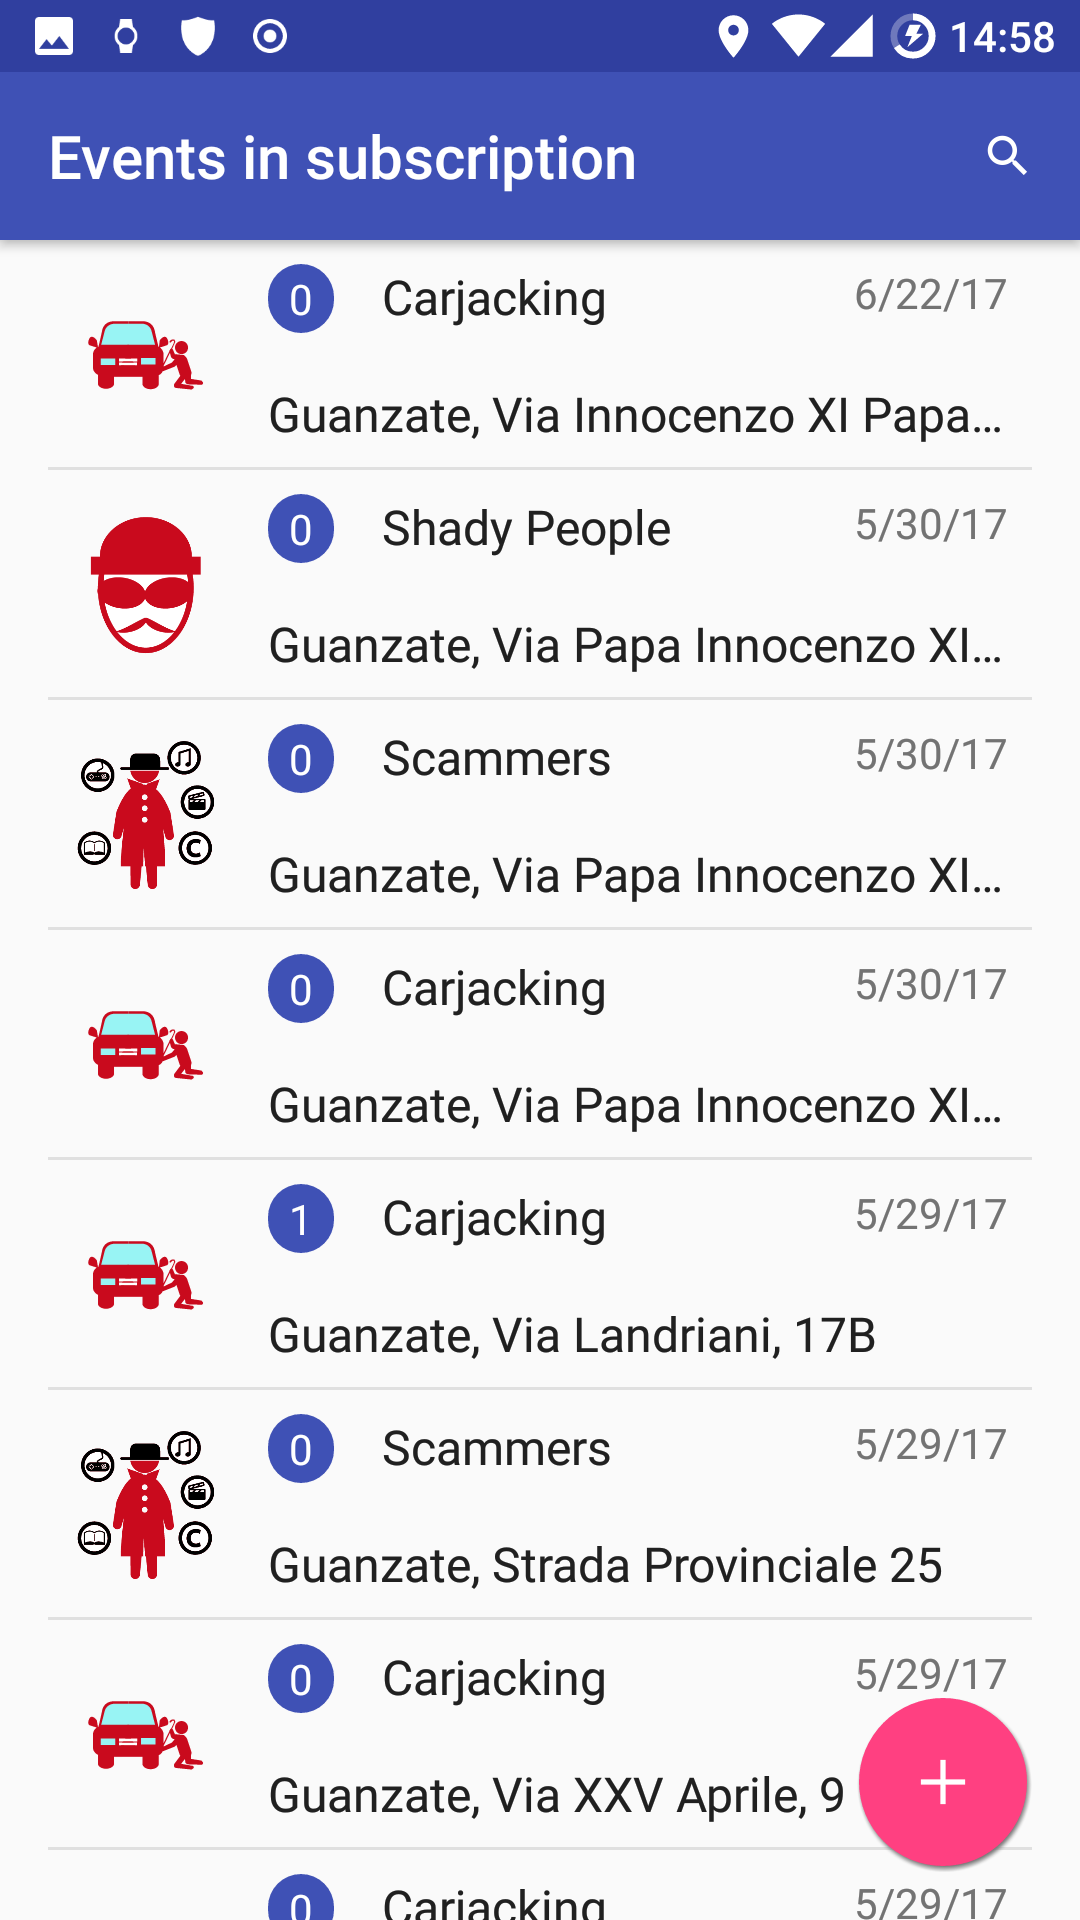 14:58
Events in subscription
0 Carjacking 6/22/17
Guanzate, Via Innocenzo XI Papa...
0 Shady People 5/30/17
Guanzate, Via Papa Innocenzo XI...
0 Scammers 5/30/17
Guanzate, Via Papa Innocenzo XI...
0 Carjacking 5/30/17
Guanzate, Via Papa Innocenzo XI...
1 Carjacking 5/29/17
Guanzate, Via Landriani, 17B
0 Scammers 5/29/17
Guanzate, Strada Provinciale 25
0 Carjacking 5/29/17
Guanzate, Via XXV Aprile, 9
0 Carjacking 5/29/17